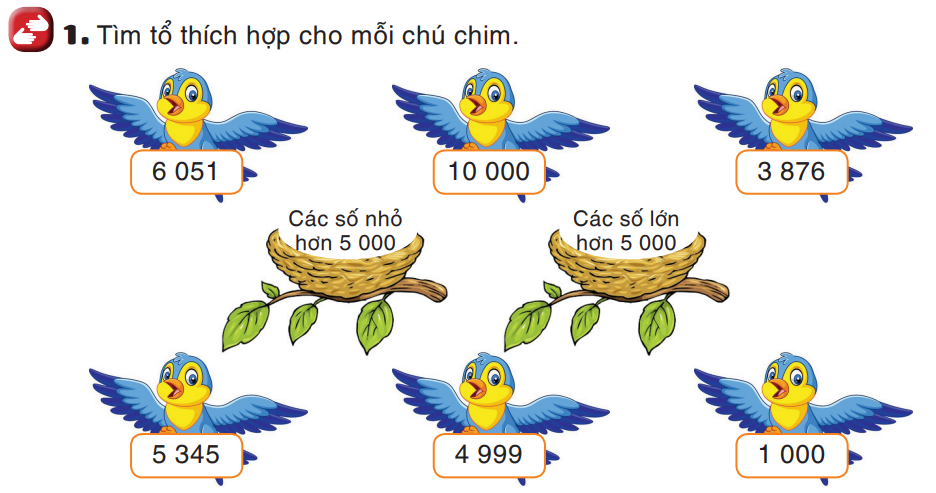 1. Tìm tổ thích hợp cho mỗi chú chim.
6 051
10 000
3 876
Các số nhỏ
hơn 5 000
Các số lớn
hơn 5 000
5 345
4 999
1 000